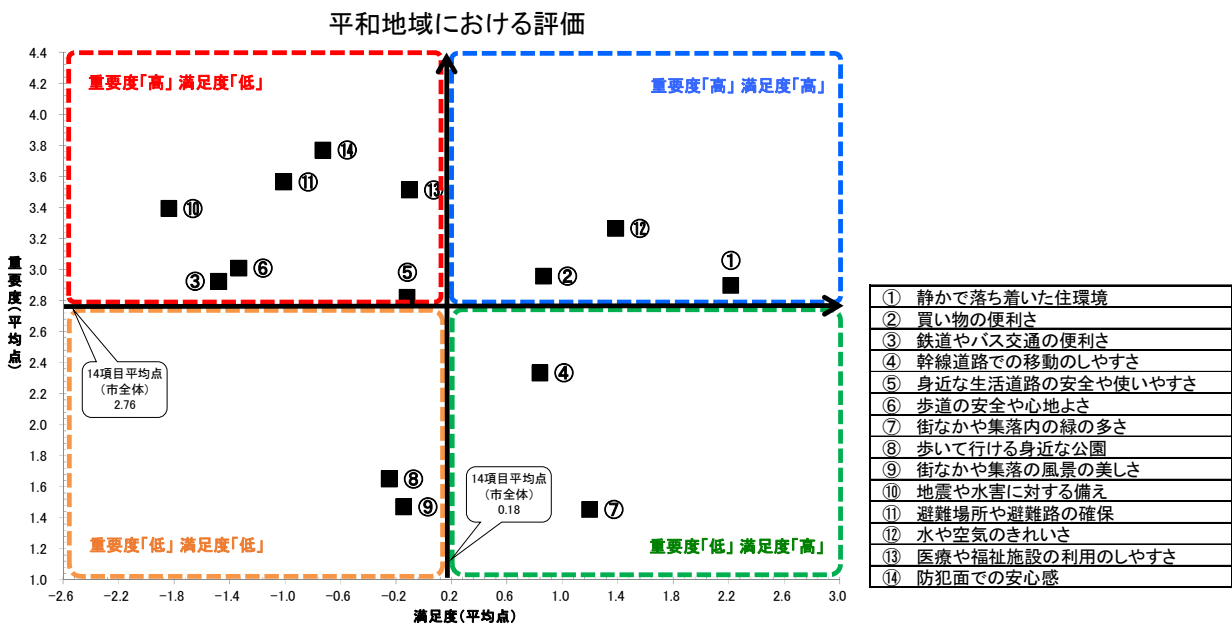 平和地域における評価
4.4
4.2
4.0
3.8
3.6
3.4
3.2
3.0
2.8
2.6
2.4
2.2
2.0
1.8
1.6
1.4
1.2
1.0
重要度(平均点)
重要度「高」 満足度「低」
重要度「高」 満足度「高」
⑭
⑪
⑬
⑩
⑫
⑥
③
⑤
②
①
14項目平均点
(市全体)
2.76
④
⑧
⑨
⑦
14項目平均点
(市全体)
0.18
重要度「低」 満足度「低」
重要度「低」 満足度「高」
-2.6 -2.2 -1.8 -1.4 -1.0 -0.6 -0.2 0.2 0.6 1.0 1.4 1.8 2.2 2.6 3.0
満足度(平均点)
① 静かで落ち着いた住環境
② 買い物の便利さ
③ 鉄道やバス交通の便利さ
④ 幹線道路での移動のしやすさ
⑤ 身近な生活道路の安全や使いやすさ
⑥ 歩道の安全や心地よさ
⑦ 街なかや集落内の緑の多さ
⑧ 歩いて行ける身近な公園
⑨ 街なかや集落の風景の美しさ
⑩ 地震や水害に対する備え
⑪ 避難場所や避難路の確保
⑫ 水や空気のきれいさ
⑬ 医療や福祉施設の利用のしやすさ
⑭ 防犯面での安心感